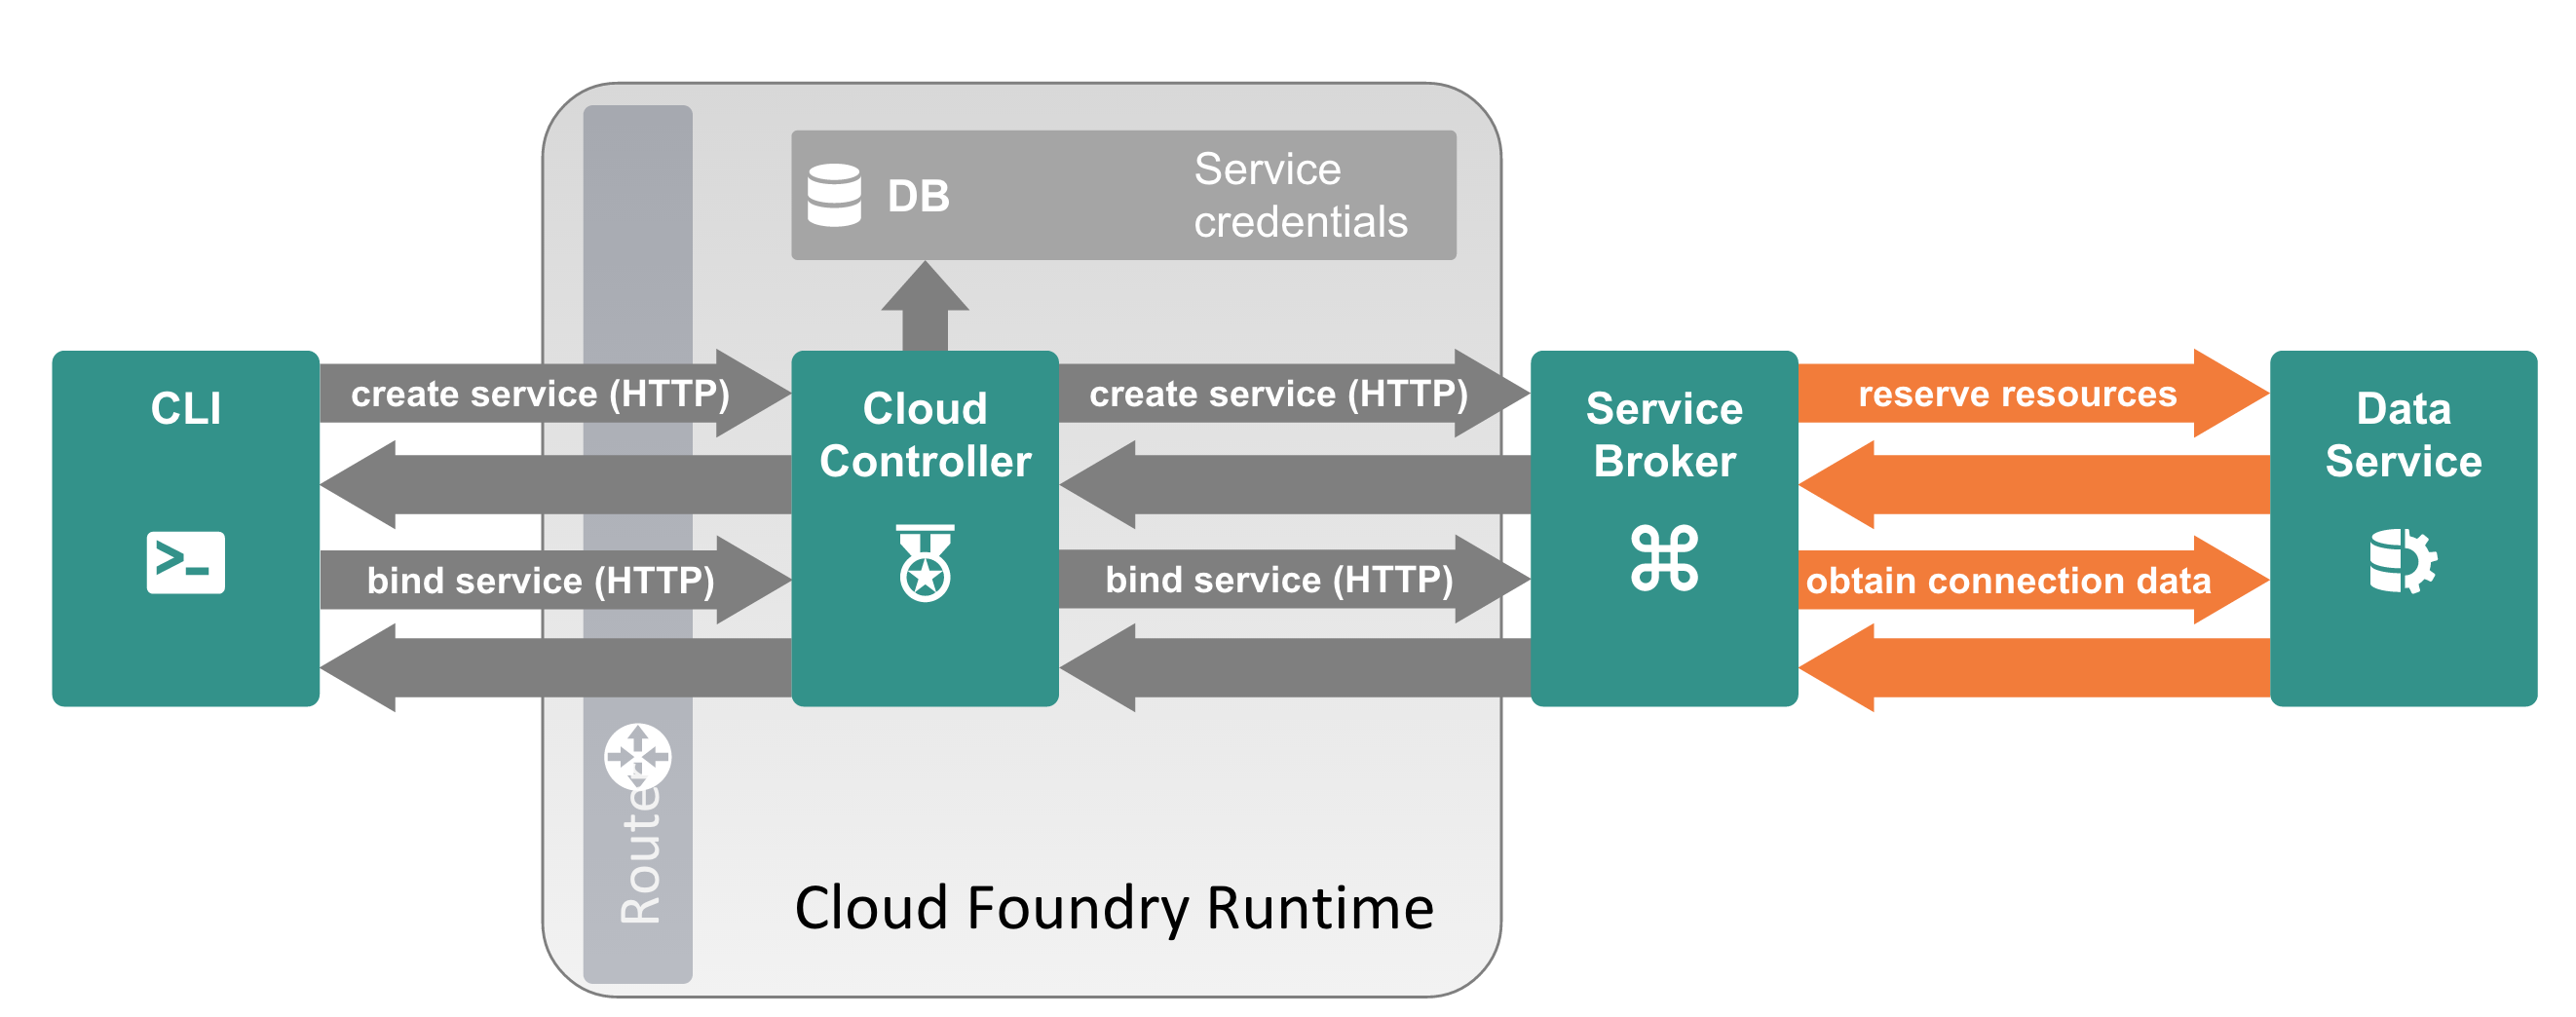 DB
Service
credentials
CLI
create service (HTTP)
Cloud
Controller
create service (HTTP)
Service
Broker
reserve resources
Data
Service
bind service (HTTP)
bind service (HTTP)
obtain connection data
Router
Cloud Foundry Runtime